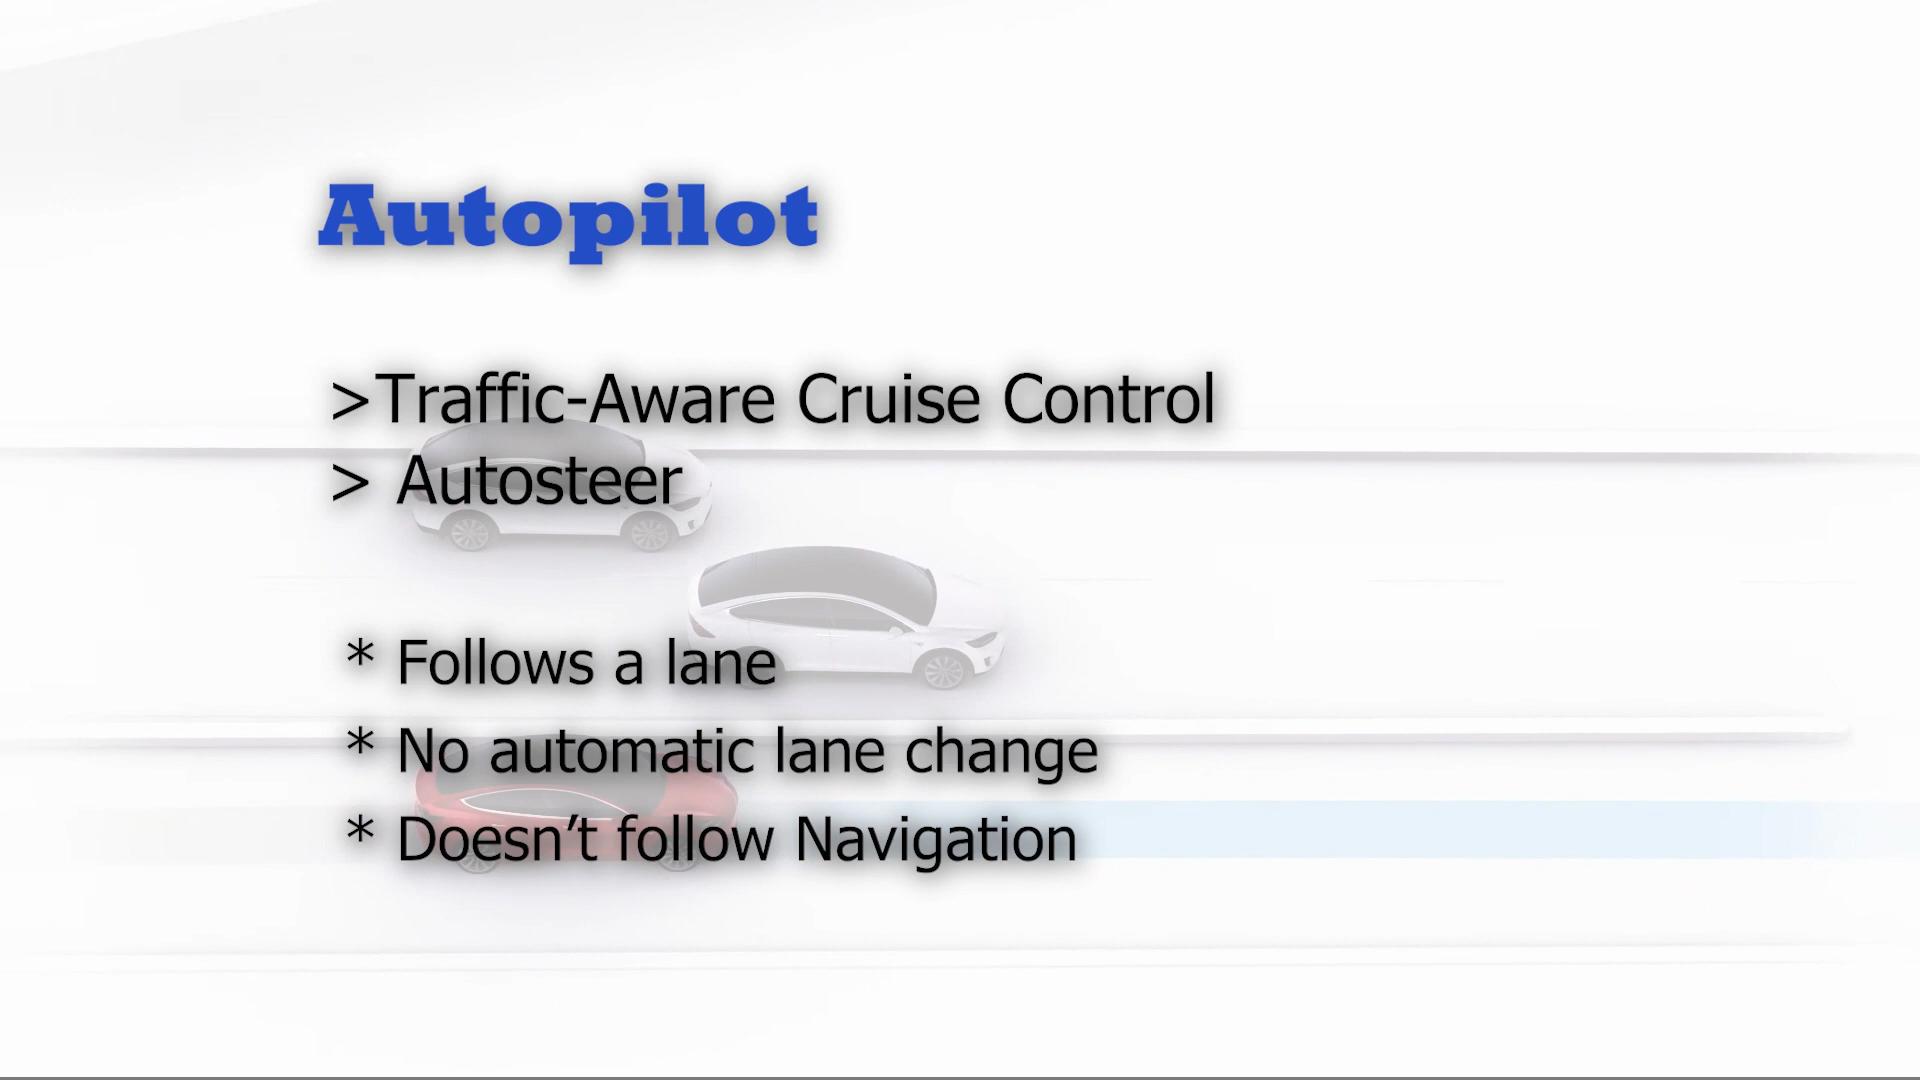 Autopilot
>Traffic-Aware Cruise Control
> Autosteer
* Follows a lane
* No automatic lane change
* Doesn’t follow Navigation